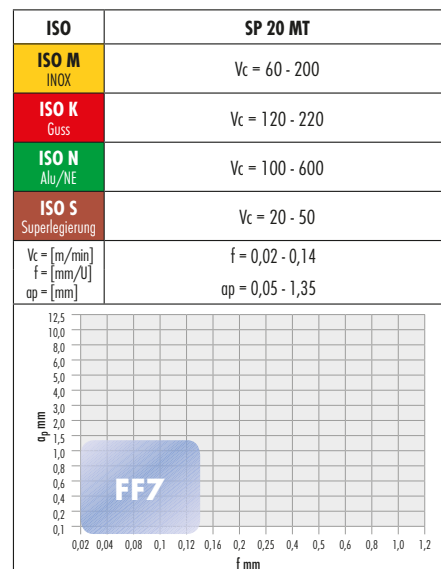 ISO SP 20 MT
ISO M
INOX
Vc = 60 - 200
ISO K
Guss
Vc = 120 - 220
ISO N
Alu/NE
Vc = 100 - 600
ISO S
Superlegierung
Vc = 20 - 50
Vc = [m/min]
f = [mm/U]
ap = [mm]
f = 0,02 - 0,14
ap = 0,05 - 1,35
ap mm
12,5
10,0
8,0
6,0
5,0
4,0
3,0
2,0
1,5
1,0
0,8
0,6
0,4
0,2
0,1
FF7
0,02 0,04 0,08 0,1 0,12 0,16 0,2 0,25 0,4 0,5 0,6 0,8 1,0 1,2
f mm